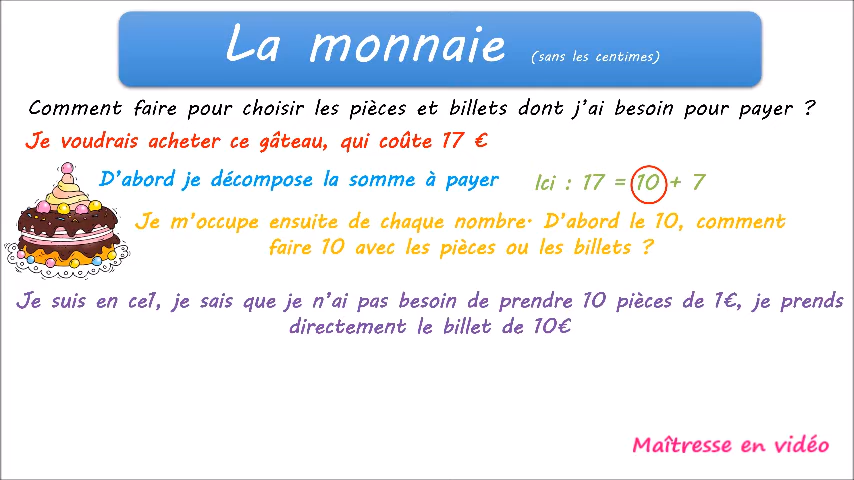 La monnaie (sans les centimes)
Comment faire pour choisir les pièces et billets dont j'ai besoin pour payer ?
Je voudrais acheter ce gâteau, qui coûte 17 €
D'abord je décompose la somme à payer
Ici : 17 = 10 + 7
Je m'occupe ensuite de chaque nombre. D'abord le 10, comment
faire 10 avec les pièces ou les billets ?
Je suis en ce1, je sais que je n'ai pas besoin de prendre 10 pièces de 1€, je prends
directement le billet de 10€
Maîtresse en vidéo